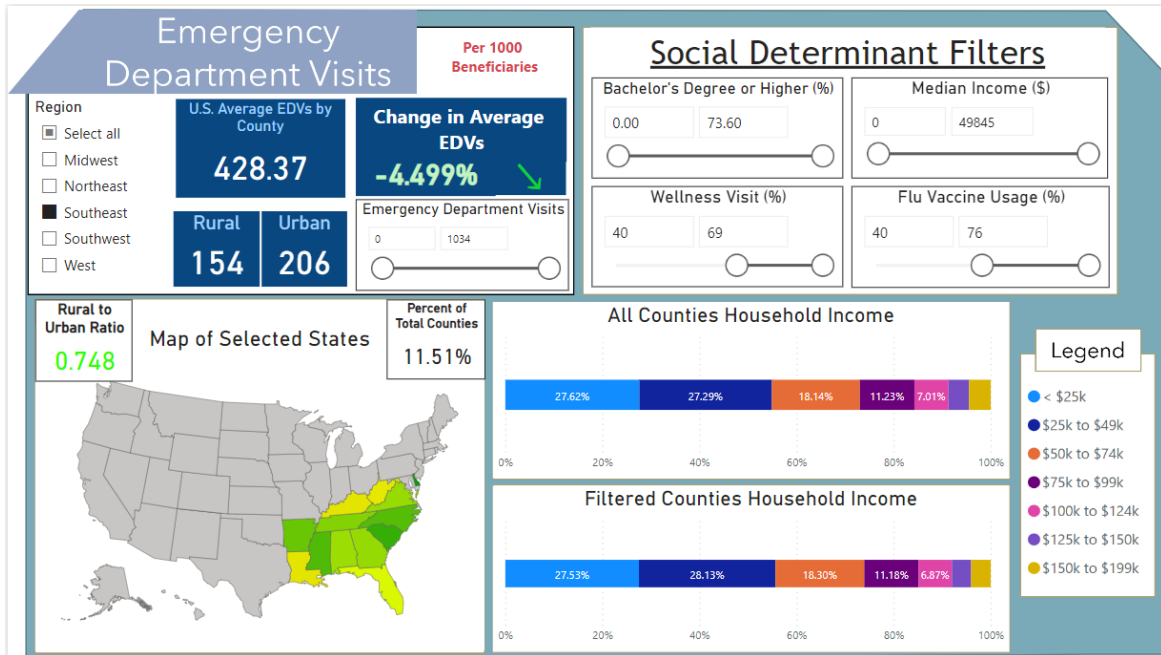 Emergency
Department Visits
Per 1000
Beneficiaries
Region
Select all
Midwest
Northeast
Southeast
Southwest
West
U.S. Average EDVs by
County
428.37
Change in Average
EDVs
-4.499%
Rural
154
Urban
206
Emergency Department Visits
0
1034
Social Determinant Filters
Bachelor's Degree or Higher (%)
0.00
73.60
Median Income ($)
0
49845
Wellness Visit (%)
40
69
Flu Vaccine Usage (%)
40
76
Rural to
Urban Ratio
0.748
Map of Selected States
Percent of
Total Counties
11.51%
All Counties Household Income
27.62%
27.29%
18.14%
11.23%
7.01%
0%
20%
40%
60%
80%
100%
Filtered Counties Household Income
27.53%
28.13%
18.30%
11.18%
6.87%
0%
20%
40%
60%
80%
100%
Legend
< $25k
$25k to $49k
$50k to $74k
$75k to $99k
$100k to $124k
$125k to $150k
$150k to $199k